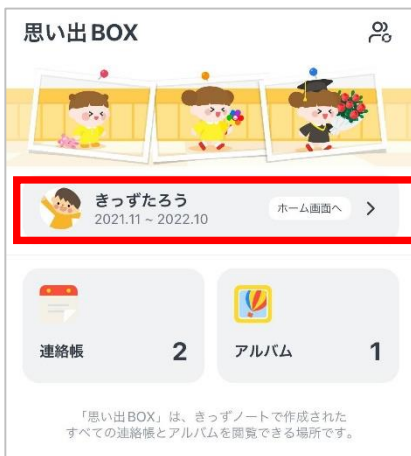 思い出BOX
きっずたろう
2021.11 ~ 2022.10
ホーム画面へ
連絡帳 2
アルバム 1
「思い出BOX」は、きっずノートで作成された
すべての連絡帳とアルバムを閲覧できる場所です。